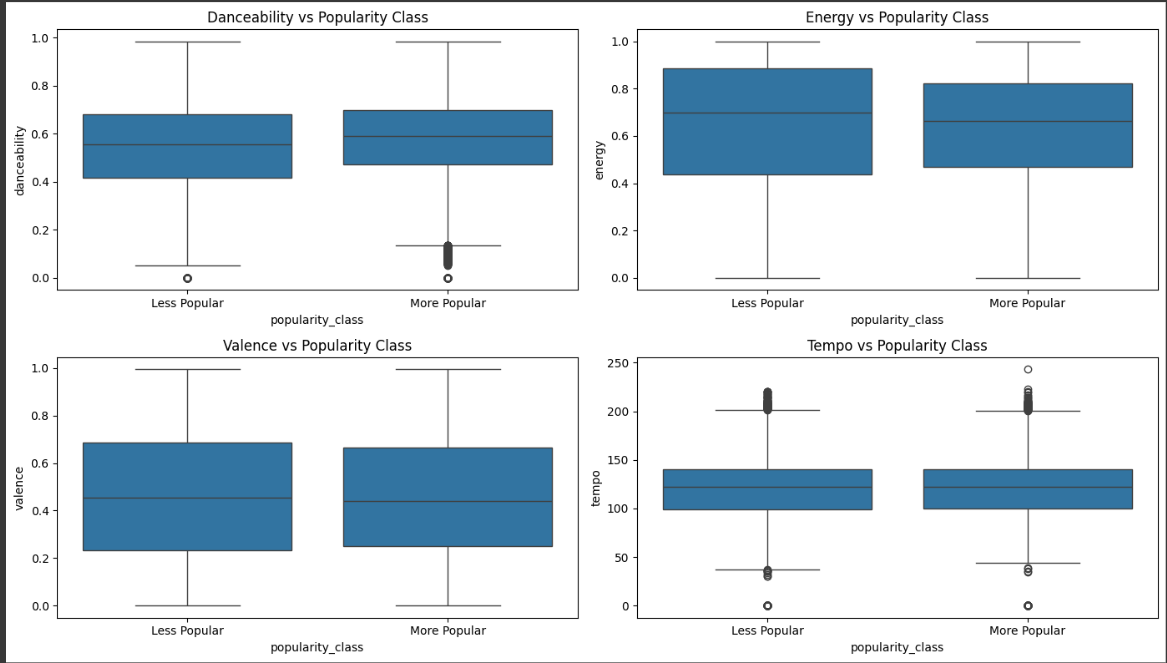 Danceability vs Popularity Class
1.0
0.8
0.6
0.4
0.2
0.0
danceability
Less Popular
More Popular
popularity_class
Energy vs Popularity Class
1.0
0.8
0.6
0.4
0.2
0.0
energy
Less Popular
More Popular
popularity_class
Valence vs Popularity Class
1.0
0.8
0.6
0.4
0.2
0.0
valence
Less Popular
More Popular
popularity_class
Tempo vs Popularity Class
250
200
150
100
50
0
tempo
Less Popular
More Popular
popularity_class